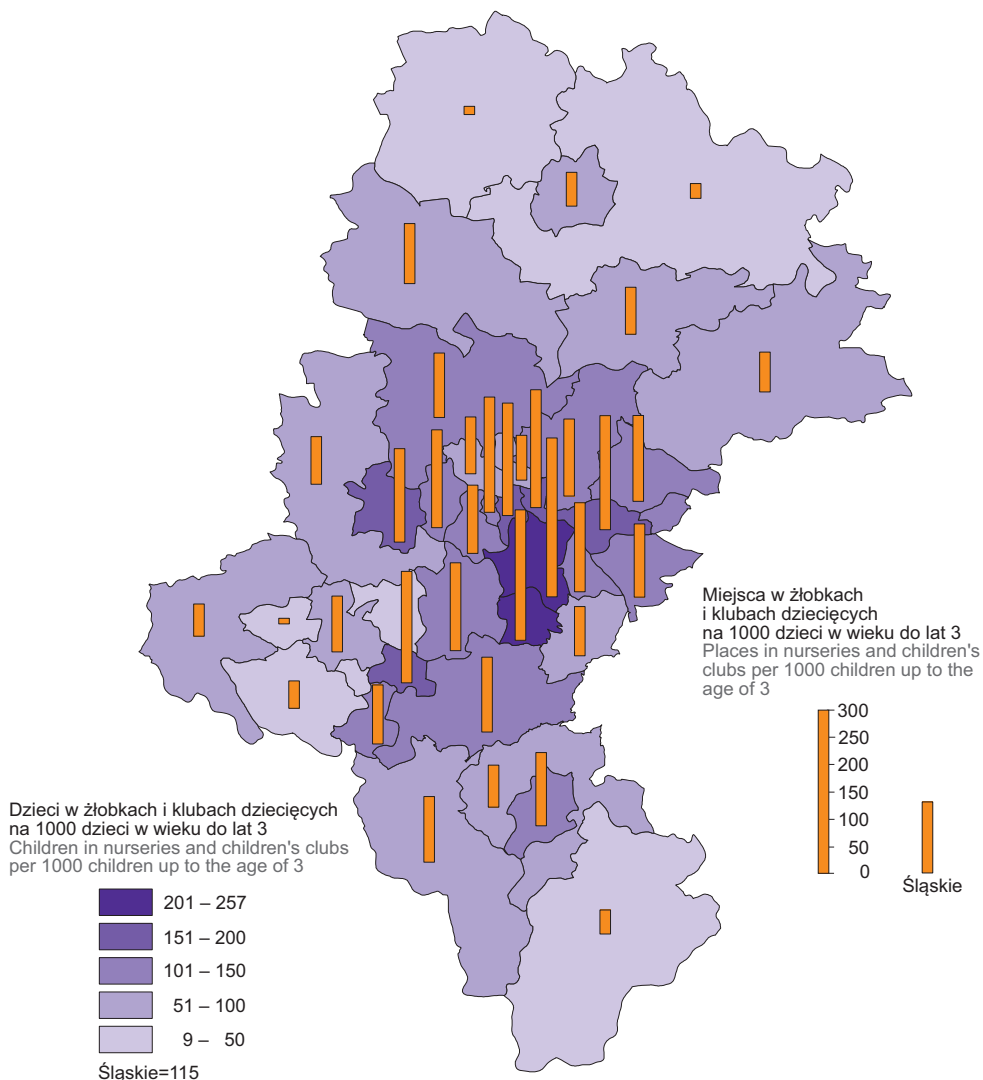 Miejsca w żłobkach
i klubach dziecięcych
na 1000 dzieci w wieku do lat 3
Places in nurseries and children's
clubs per 1000 children up to the
age of 3
300
250
200
150
100
50
0
Śląskie
Dzieci w żłobkach i klubach dziecięcych
na 1000 dzieci w wieku do lat 3
Children in nurseries and children's clubs
per 1000 children up to the age of 3
201 – 257
151 – 200
101 – 150
51 – 100
9 – 50
Śląskie=115